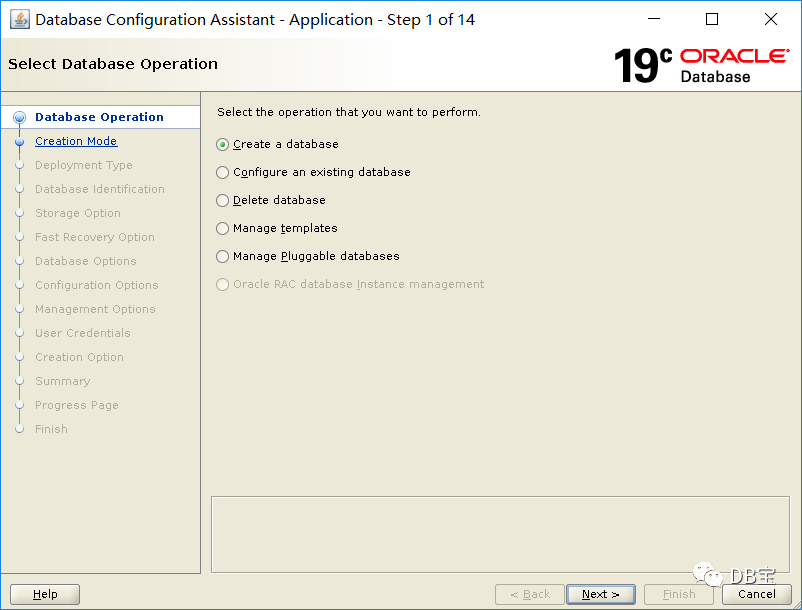 Database Configuration Assistant - Application - Step 1 of 14
Select Database Operation
19c ORACLE
Database
Database Operation
Creation Mode
Deployment Type
Database Identification
Storage Option
Fast Recovery Option
Database Options
Configuration Options
Management Options
User Credentials
Creation Option
Summary
Progress Page
Finish
Select the operation that you want to perform.
Create a database
Configure an existing database
Delete database
Manage templates
Manage Pluggable databases
Oracle RAC database Instance management
DB宝
Help
< Back
Next >
Finish
Cancel